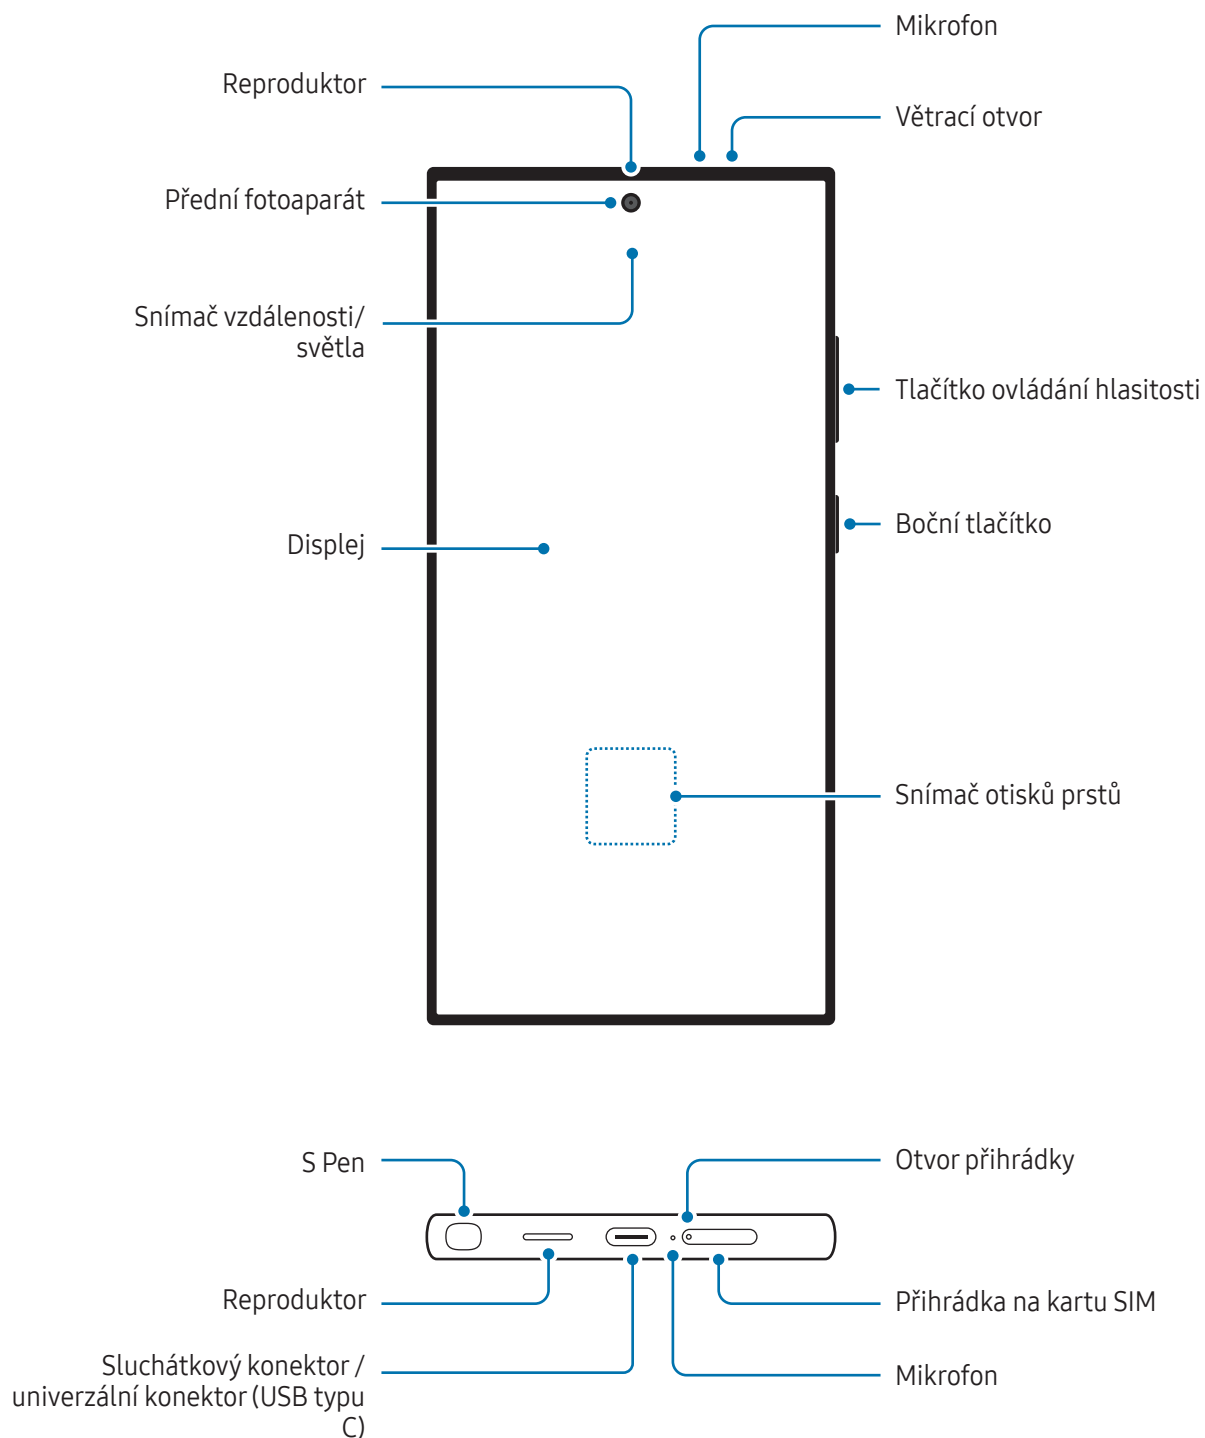 Mikrofon
Reproduktor
Větrací otvor
Přední fotoaparát
Snímač vzdálenosti/
světla
Tlačítko ovládání hlasitosti
Boční tlačítko
Displej
Snímač otisků prstů
S Pen
Otvor přihrádky
Reproduktor
Přihrádka na kartu SIM
Sluchátkový konektor /
univerzální konektor (USB typu
C)
Mikrofon